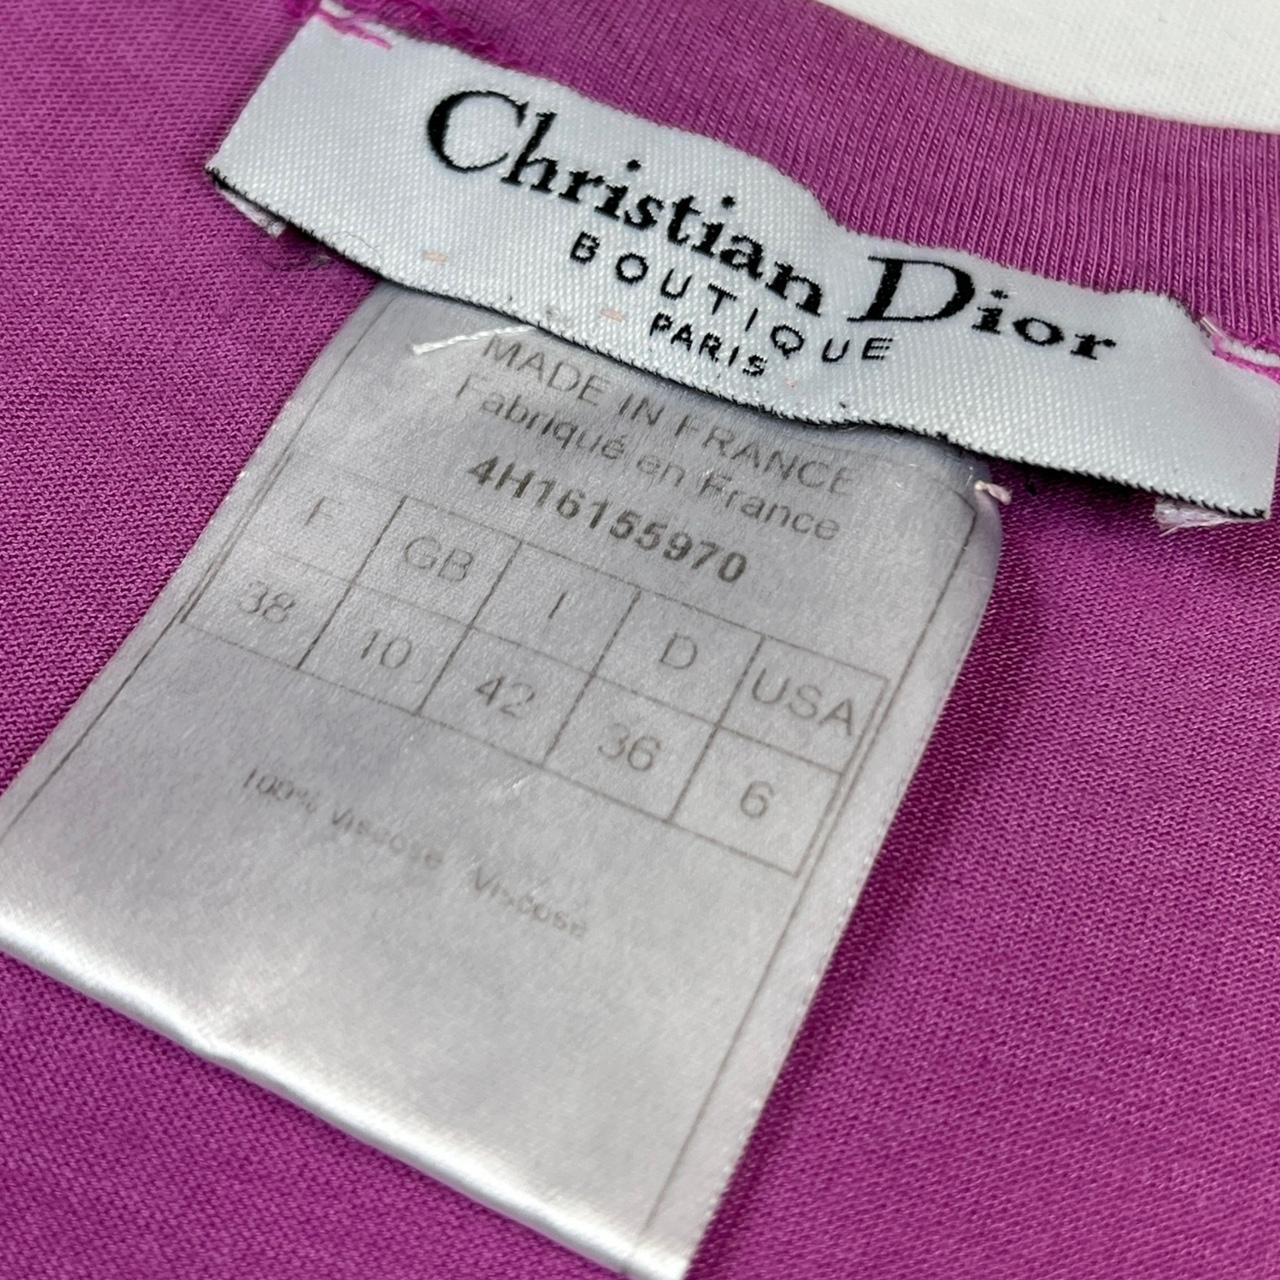 Christian Dior
BOUTIQUE
PARIS
MADE IN FRANCE
Fabriqué en France
4H16155970
F GB I D USA
38 10 42 36 6
100% Viscose Viscose